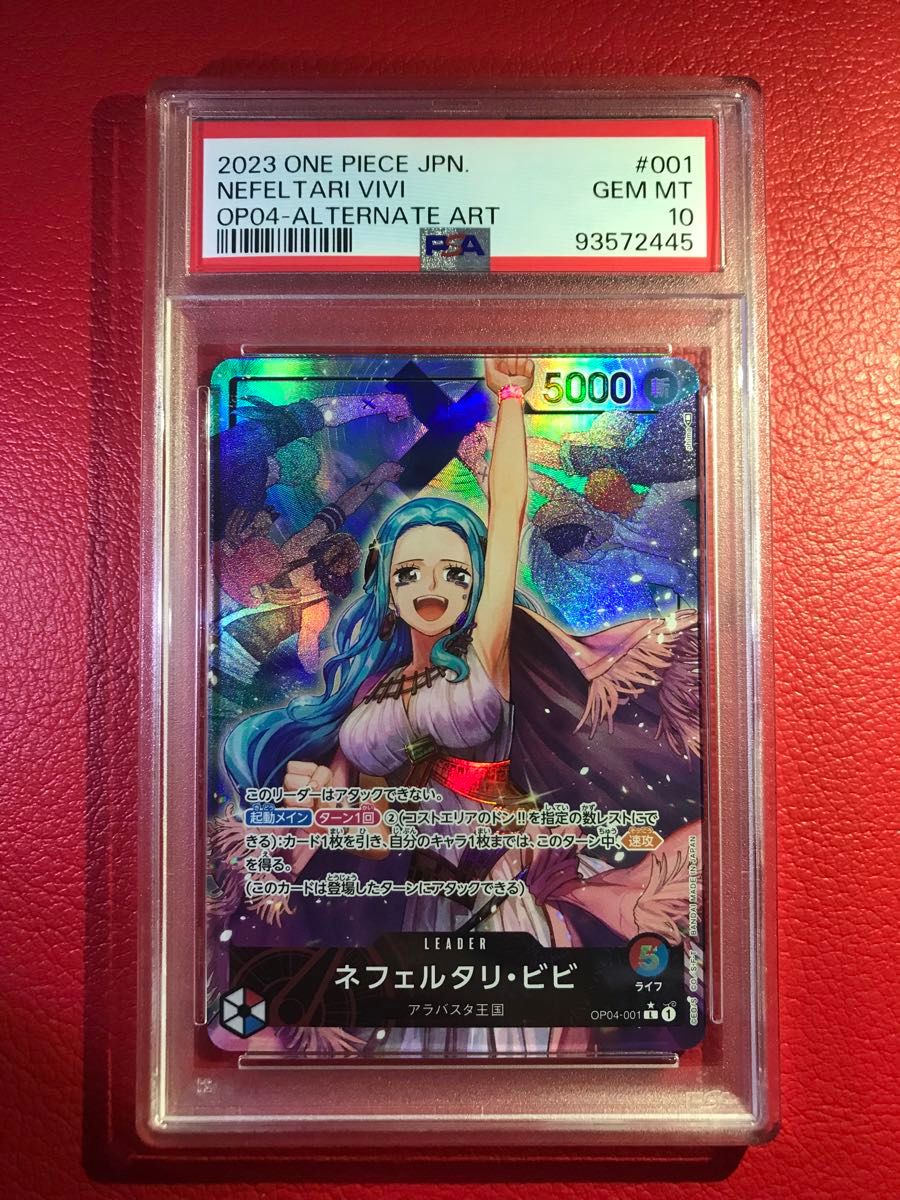 2023 ONE PIECE JPN. #001
NEFELTARI VIVI GEM MT
OP04-ALTERNATE ART 10
PSA 93572445
5000 斬
このリーダーはアタックできない。
起動メイン ターン1回 ②(コストエリアのドン!!を指定の数レストにで
きる):カード1枚を引き、自分のキャラ1枚までは、このターン中、速攻
を得る。
(このカードは登場したターンにアタックできる)
LEADER
ネフェルタリ・ビビ
アラバスタ王国
5
ライフ
OP04-001 L 1
BANDAI MADE IN JAPAN